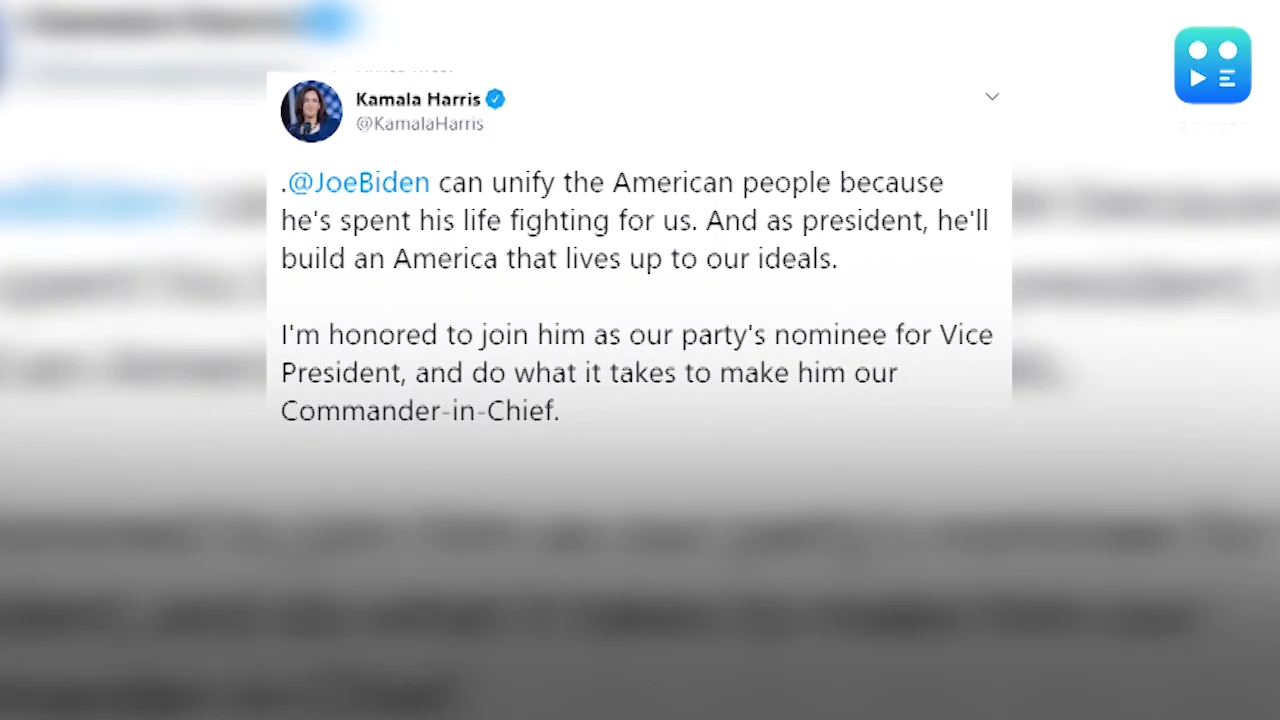 Kamala Harris
@KamalaHarris
.@JoeBiden can unify the American people because
he's spent his life fighting for us. And as president, he'll
build an America that lives up to our ideals.
I'm honored to join him as our party's nominee for Vice
President, and do what it takes to make him our
Commander-in-Chief.